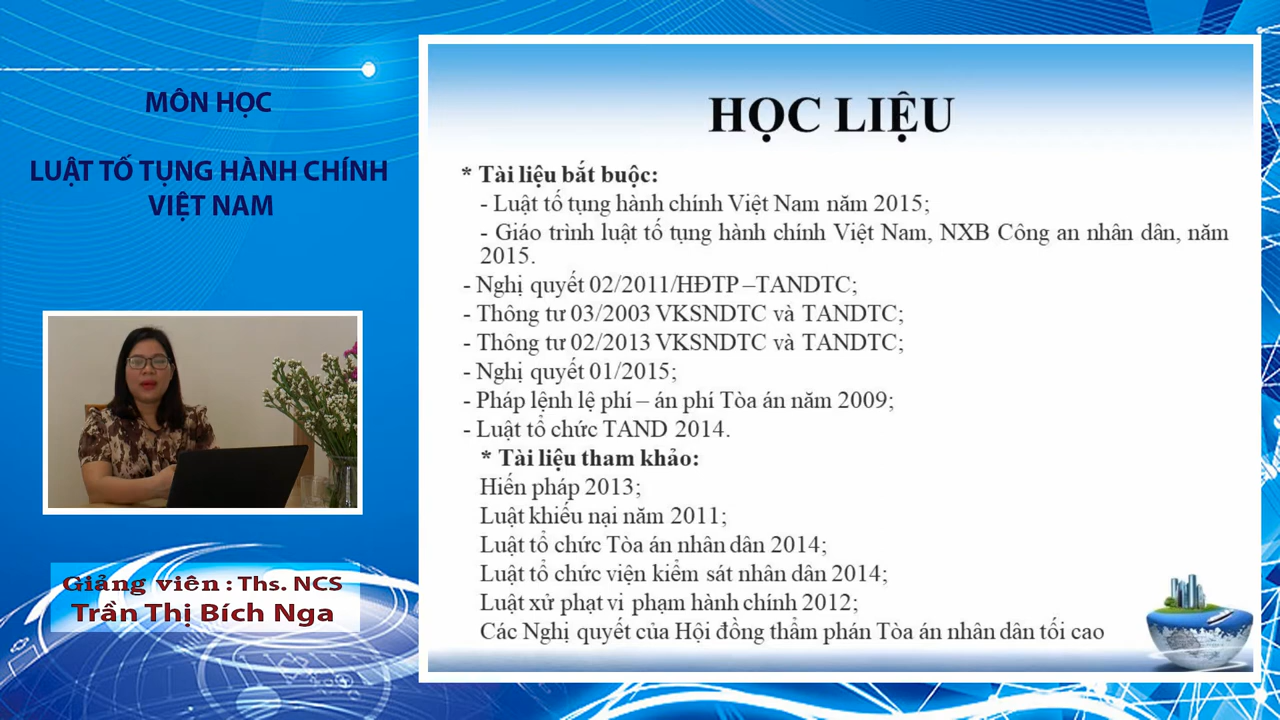 MÔN HỌC
LUẬT TỐ TỤNG HÀNH CHÍNH
VIỆT NAM
Giảng viên : Ths. NCS
Trần Thị Bích Nga
HỌC LIỆU
* Tài liệu bắt buộc:
- Luật tố tụng hành chính Việt Nam năm 2015;
- Giáo trình luật tố tụng hành chính Việt Nam, NXB Công an nhân dân, năm
2015.
- Nghị quyết 02/2011/HĐTP –TANDTC;
- Thông tư 03/2003 VKSNDTC và TANDTC;
- Thông tư 02/2013 VKSNDTC và TANDTC;
- Nghị quyết 01/2015;
- Pháp lệnh lệ phí – án phí Tòa án năm 2009;
- Luật tổ chức TAND 2014.
* Tài liệu tham khảo:
Hiến pháp 2013;
Luật khiếu nại năm 2011;
Luật tổ chức Tòa án nhân dân 2014;
Luật tổ chức viện kiểm sát nhân dân 2014;
Luật xử phạt vi phạm hành chính 2012;
Các Nghị quyết của Hội đồng thẩm phán Tòa án nhân dân tối cao